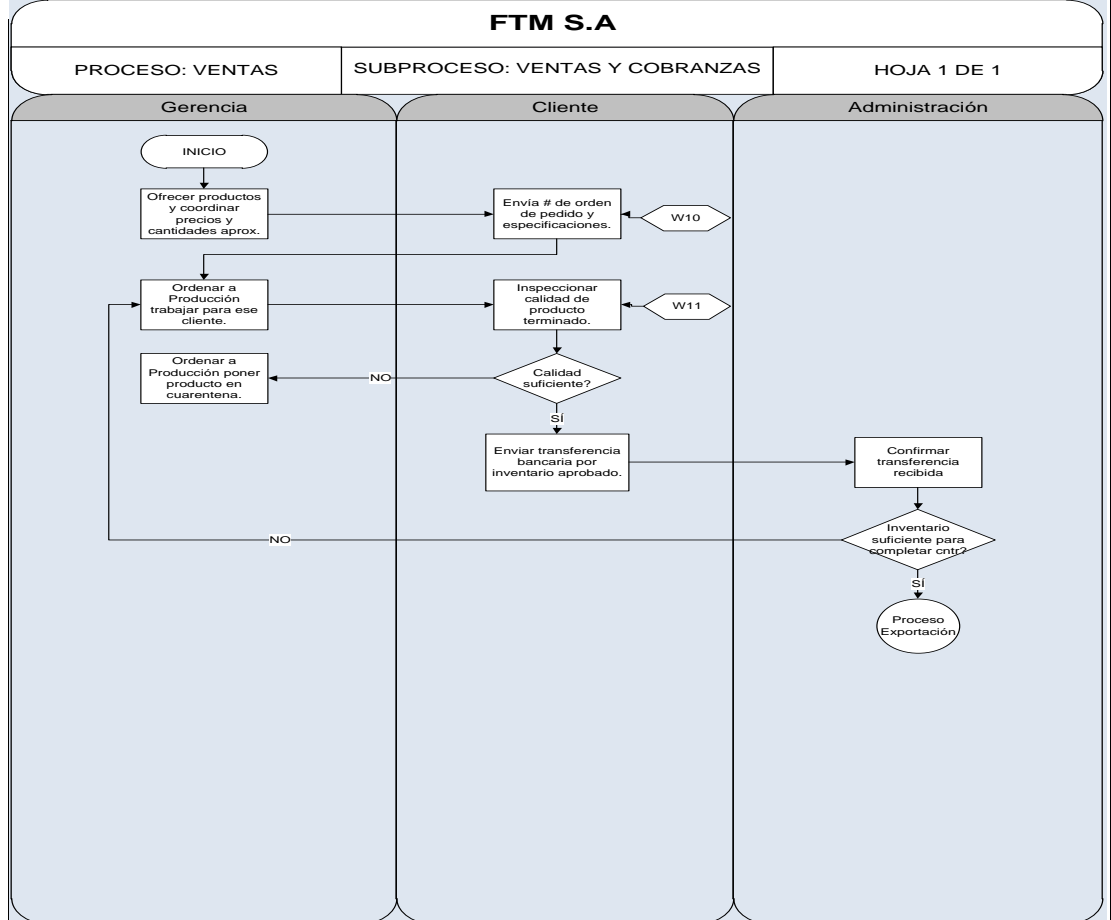 FTM S.A
PROCESO: VENTAS
SUBPROCESO: VENTAS Y COBRANZAS
HOJA 1 DE 1
Gerencia
Cliente
Administración
INICIO
Ofrecer productos
y coordinar
precios y
cantidades aprox.
Envía # de orden
de pedido y
especificaciones.
W10
Ordenar a
Producción
trabajar para ese
cliente.
Inspeccionar
calidad de
producto
terminado.
W11
Ordenar a
Producción poner
producto en
cuarentena.
NO
Calidad
suficiente?
SÍ
Enviar transferencia
bancaria por
inventario aprobado.
Confirmar
transferencia
recibida
NO
Inventario
suficiente para
completar cntr?
SÍ
Proceso
Exportación